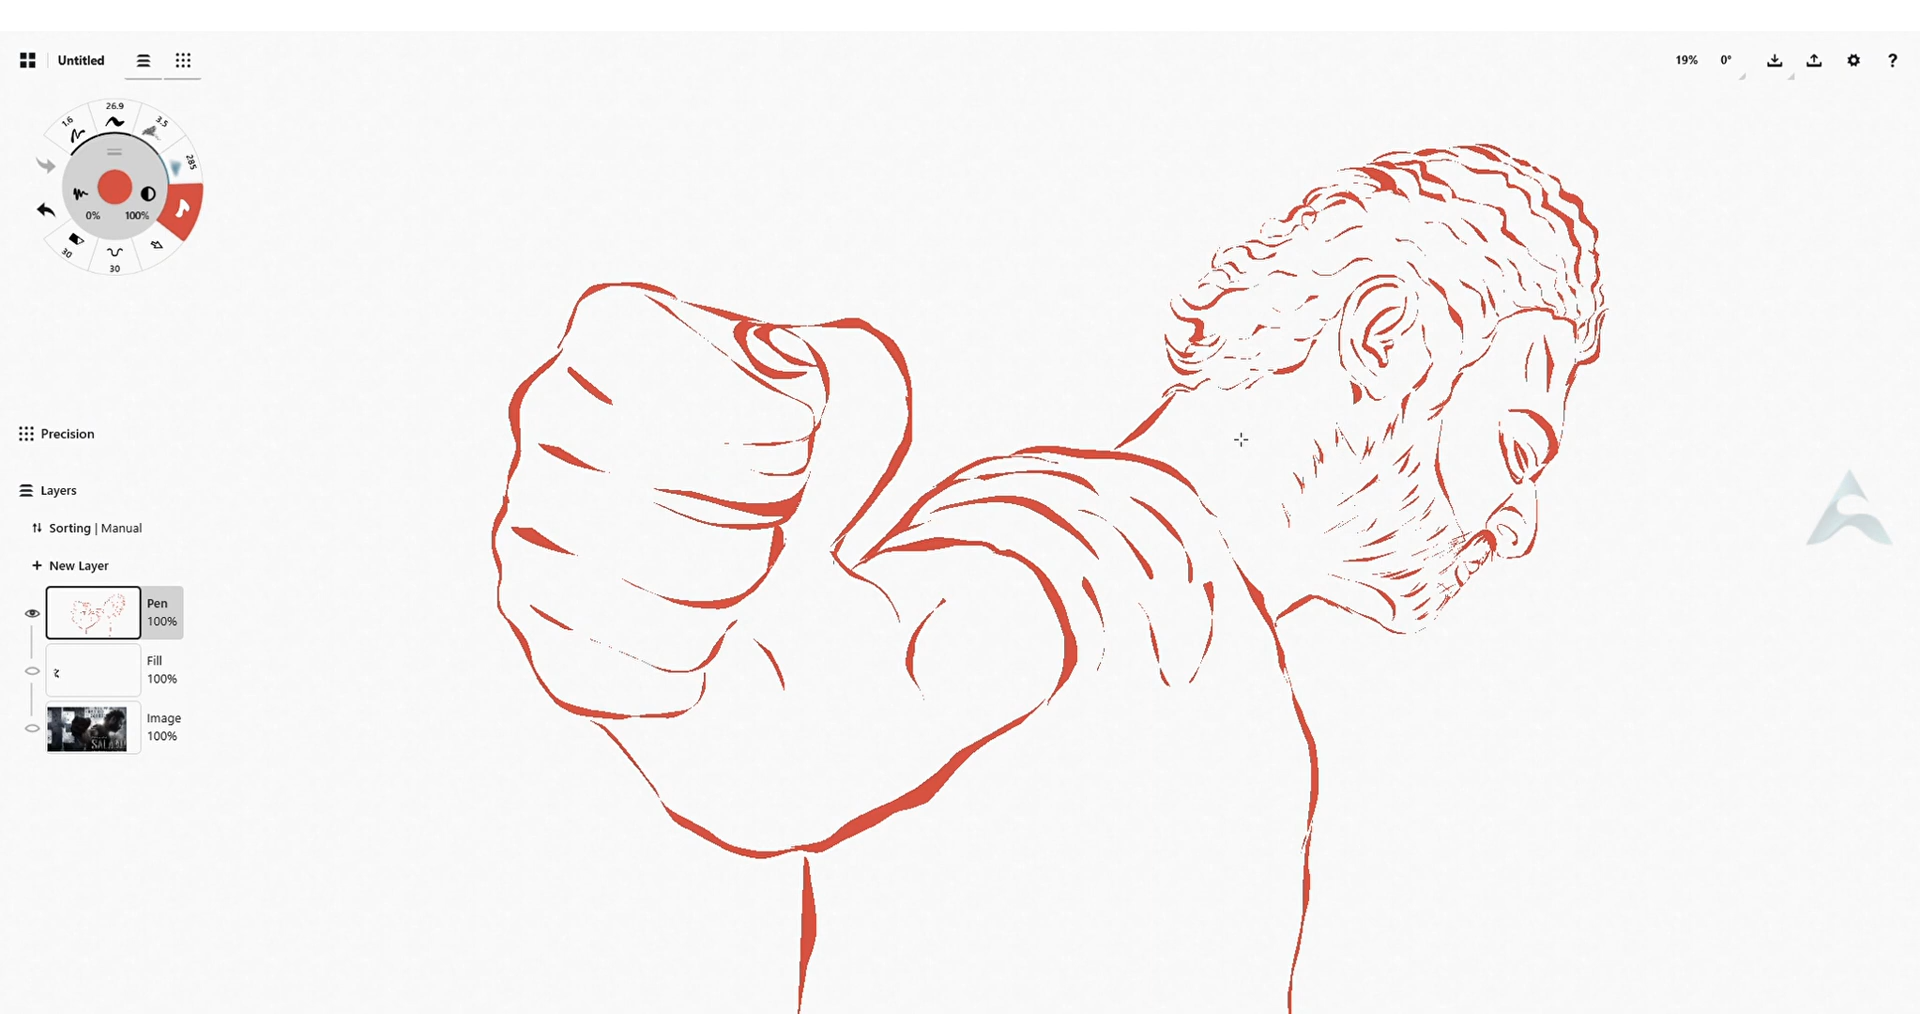 Untitled
19% 0° ?
1.6 26.9 3.5 285
0% 100%
30 30
Precision
Layers
Sorting | Manual
+ New Layer
Pen
100%
Fill
100%
Image
100%
SALAAR